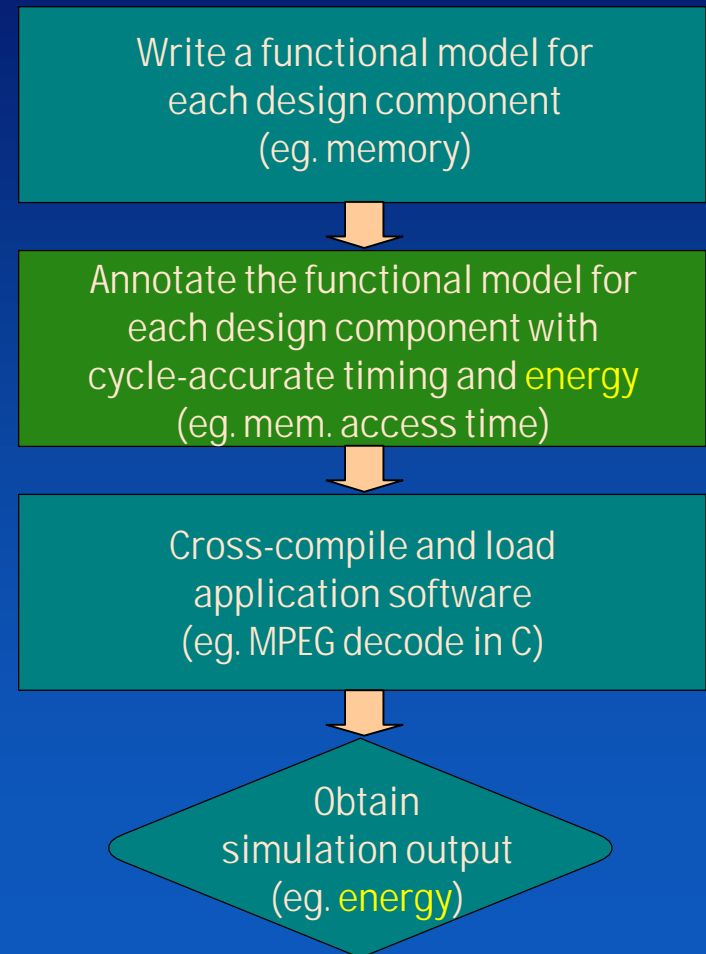 Write a functional model for
each design component
(eg. memory)
Annotate the functional model for
each design component with
cycle-accurate timing and energy
(eg. mem. access time)
Cross-compile and load
application software
(eg. MPEG decode in C)
Obtain
simulation output
(eg. energy)